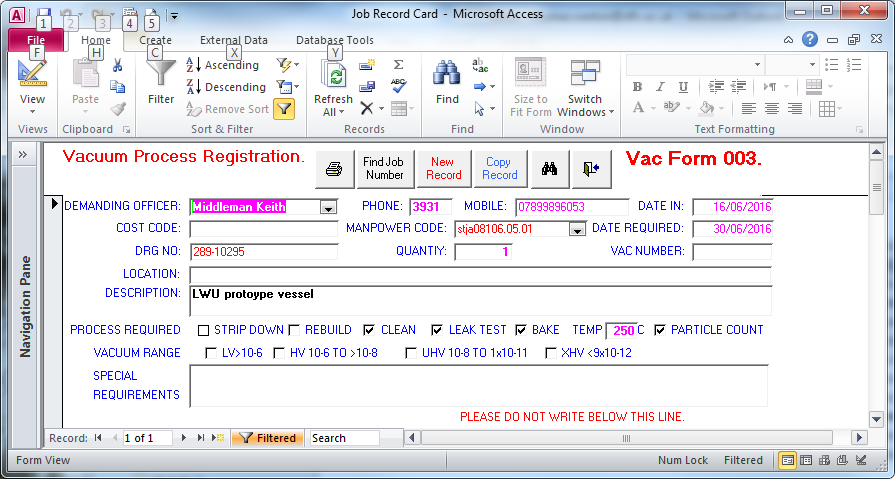 Job Record Card - Microsoft Access
1 2 3 4 5
File Home Create External Data Database Tools
F H C X Y
View
Paste
Filter
Ascending
Descending
Remove Sort
Refresh All
Find
Size to Fit Form
Switch Windows
Views Clipboard Sort & Filter Records Find Window Text Formatting
Vacuum Process Registration.
Find Job Number
New Record
Copy Record
Vac Form 003.
DEMANDING OFFICER: Middleman Keith PHONE: 3931 MOBILE: 07899896053 DATE IN: 16/06/2016
COST CODE: MANPOWER CODE: stja08106.05.01 DATE REQUIRED: 30/06/2016
DRG NO: 289-10295 QUANTIY: 1 VAC NUMBER:
LOCATION:
DESCRIPTION: LWU protoype vessel
PROCESS REQUIRED STRIP DOWN REBUILD CLEAN LEAK TEST BAKE TEMP 250 C PARTICLE COUNT
VACUUM RANGE LV>10-6 HV 10-6 TO >10-8 UHV 10-8 TO 1x10-11 XHV <9x10-12
SPECIAL REQUIREMENTS
PLEASE DO NOT WRITE BELOW THIS LINE.
Navigation Pane
Record: 1 of 1 Filtered Search
Form View Num Lock Filtered